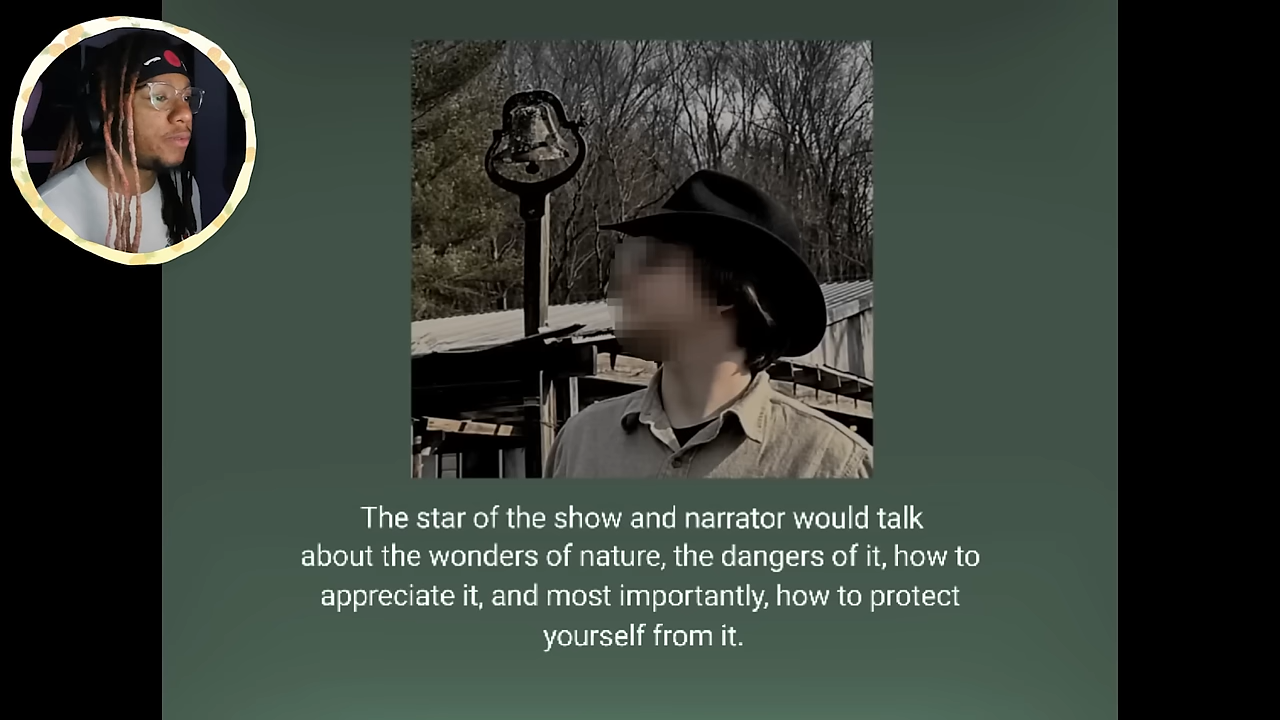 The star of the show and narrator would talk
about the wonders of nature, the dangers of it, how to
appreciate it, and most importantly, how to protect
yourself from it.